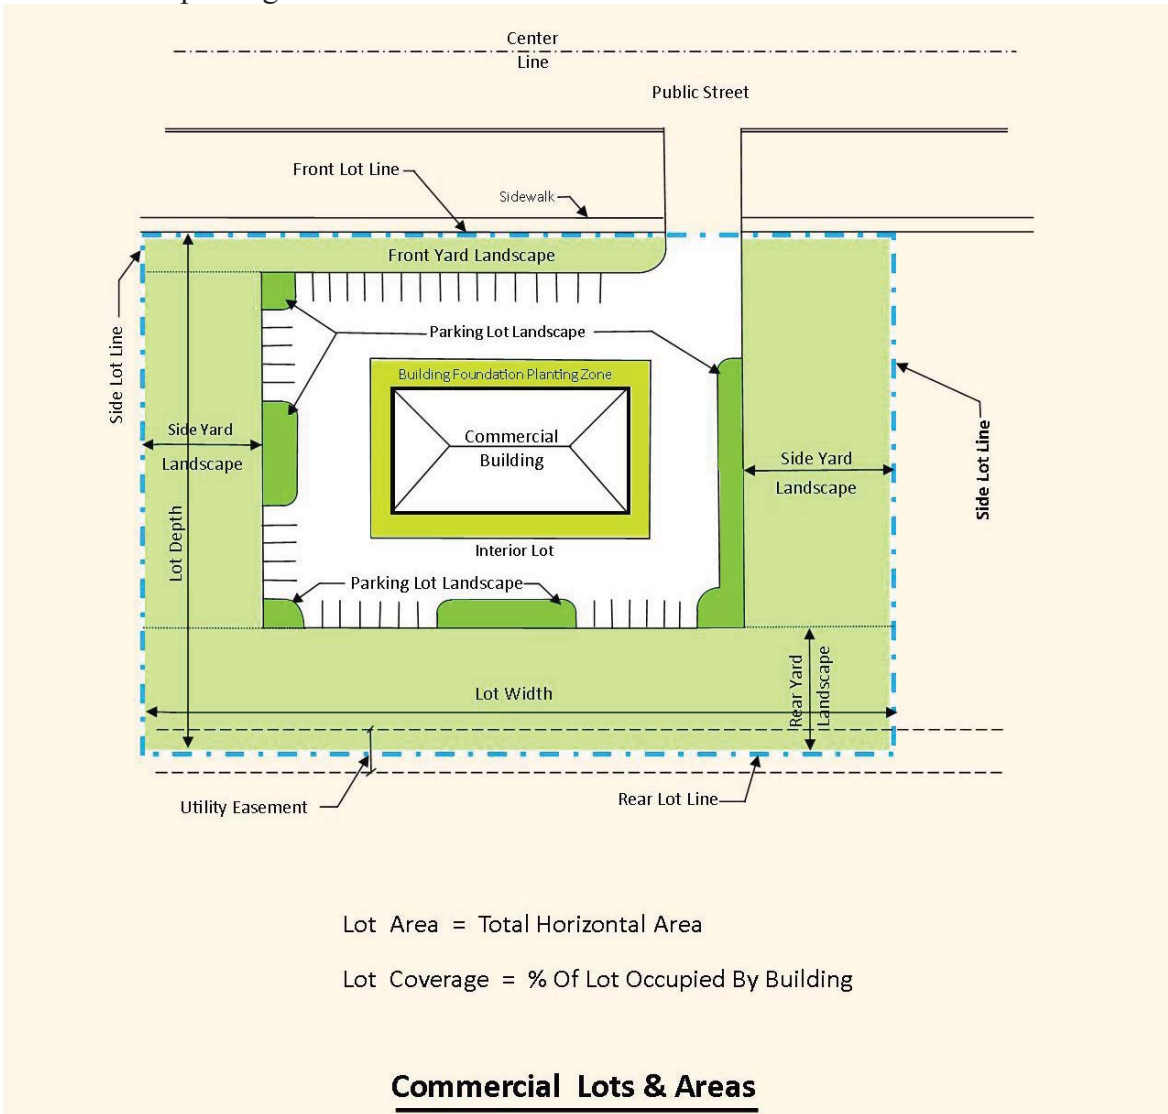 Center
Line
Public Street
Front Lot Line
Sidewalk
Front Yard Landscape
Side Lot Line
Parking Lot Landscape
Building Foundation Planting Zone
Commercial
Building
Side Yard
Landscape
Side Yard
Landscape
Side Lot Line
Lot Depth
Interior Lot
Parking Lot Landscape
Rear Yard
Landscape
Lot Width
Utility Easement
Rear Lot Line
Lot Area = Total Horizontal Area
Lot Coverage = % Of Lot Occupied By Building
Commercial Lots & Areas